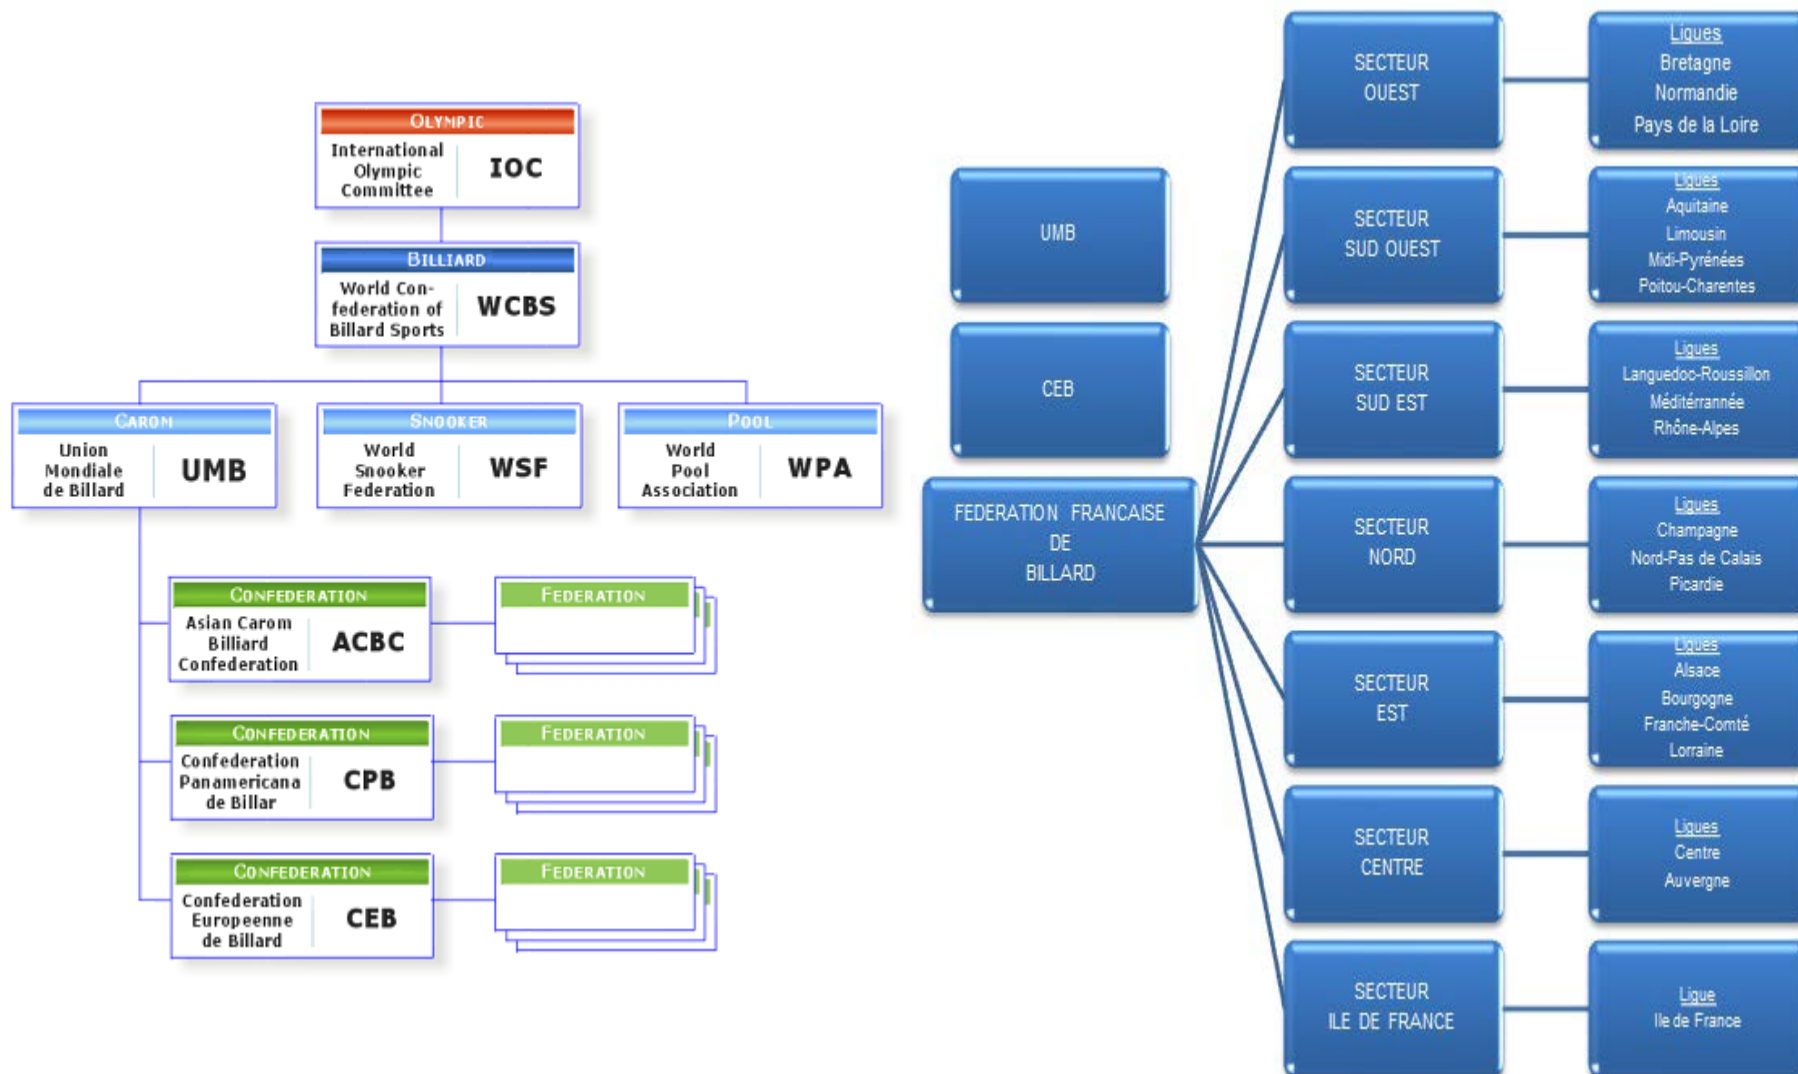 OLYMPIC
International
Olympic
Committee
IOC
BILLIARD
World Con-
federation of
Billard Sports
WCBS
CAROM
Union
Mondiale
de Billard
UMB
SNOOKER
World
Snooker
Federation
WSF
POOL
World
Pool
Association
WPA
CONFEDERATION
Asian Carom
Billiard
Confederation
ACBC
FEDERATION
CONFEDERATION
Confederation
Panamericana
de Billar
CPB
FEDERATION
CONFEDERATION
Confederation
Europeenne
de Billard
CEB
FEDERATION
UMB
CEB
FEDERATION FRANCAISE
DE
BILLARD
SECTEUR
OUEST
Ligues
Bretagne
Normandie
Pays de la Loire
SECTEUR
SUD OUEST
Ligues
Aquitaine
Limousin
Midi-Pyrénées
Poitou-Charentes
SECTEUR
SUD EST
Ligues
Languedoc-Roussillon
Méditérrannée
Rhône-Alpes
SECTEUR
NORD
Ligues
Champagne
Nord-Pas de Calais
Picardie
SECTEUR
EST
Ligues
Alsace
Bourgogne
Franche-Comté
Lorraine
SECTEUR
CENTRE
Ligues
Centre
Auvergne
SECTEUR
ILE DE FRANCE
Ligue
Ile de France